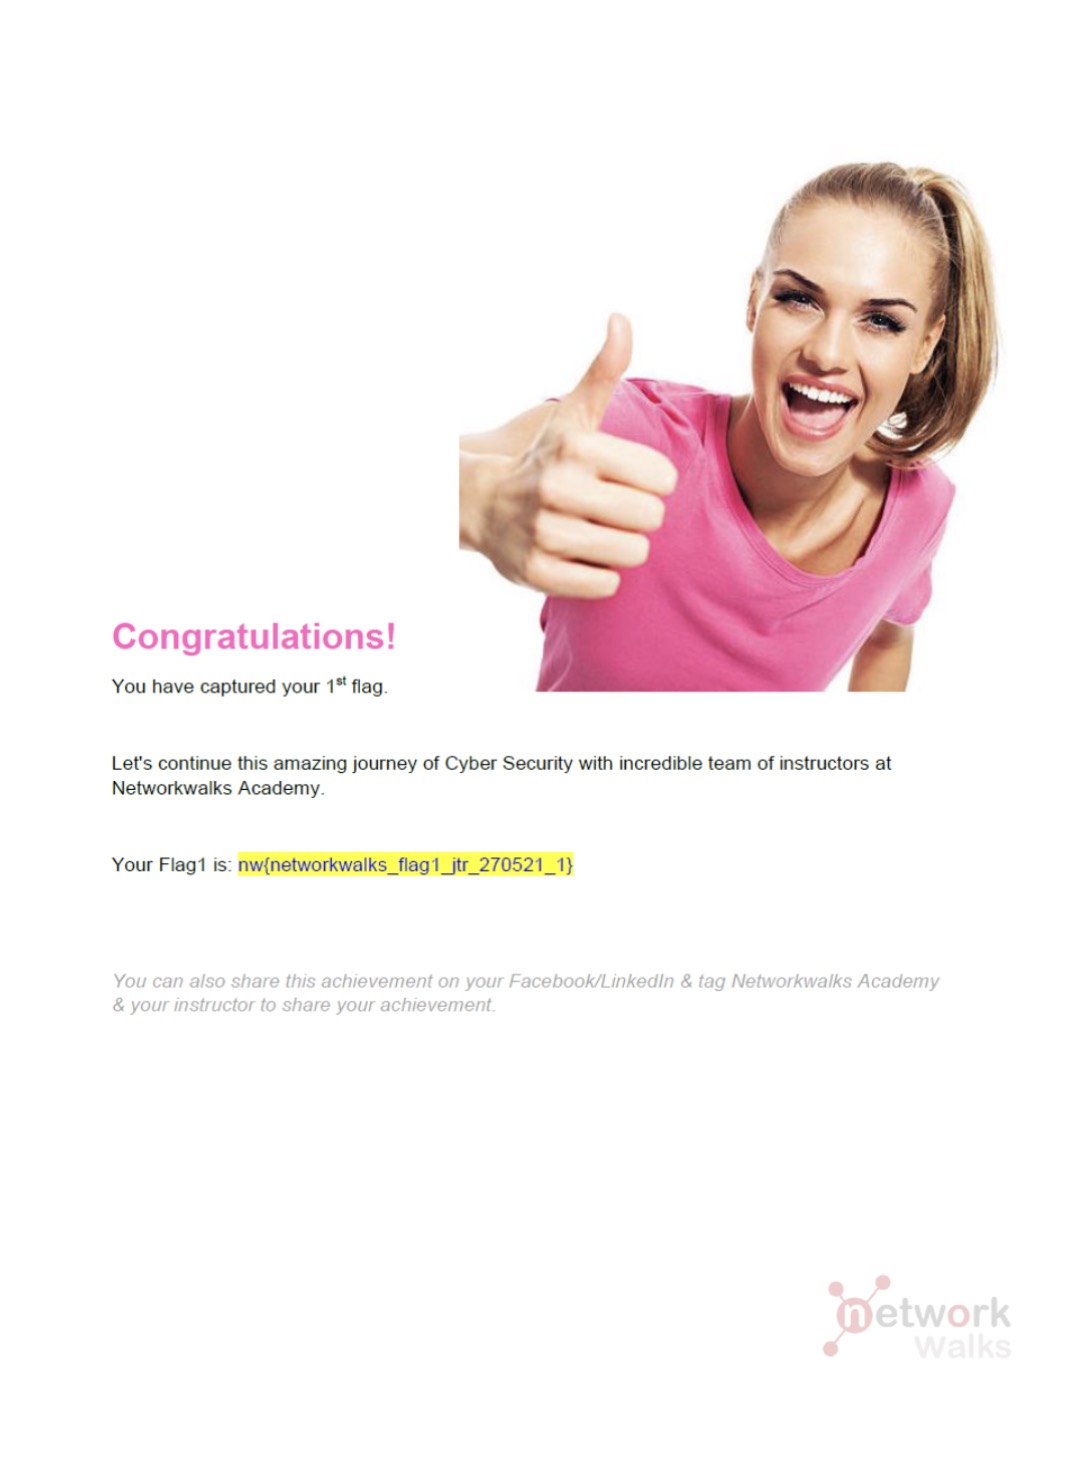 Congratulations!
You have captured your 1st flag.
Let's continue this amazing journey of Cyber Security with incredible team of instructors at
Networkwalks Academy.
Your Flag1 is: nw{networkwalks_flag1_jtr_270521_1}
You can also share this achievement on your Facebook/LinkedIn & tag Networkwalks Academy
& your instructor to share your achievement.
network
Walks